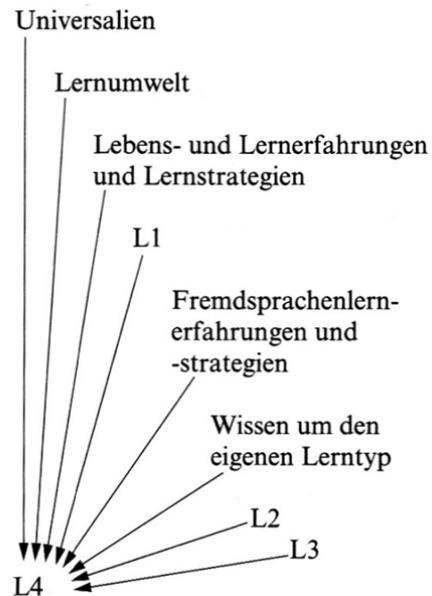 Universalien
Lernumwelt
Lebens- und Lernerfahrungen
und Lernstrategien
L1
Fremdsprachenlern-
erfahrungen und
-strategien
Wissen um den
eigenen Lerntyp
L2
L3
L4